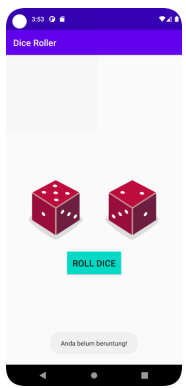 3:53
Dice Roller
ROLL DICE
Anda belum beruntung!